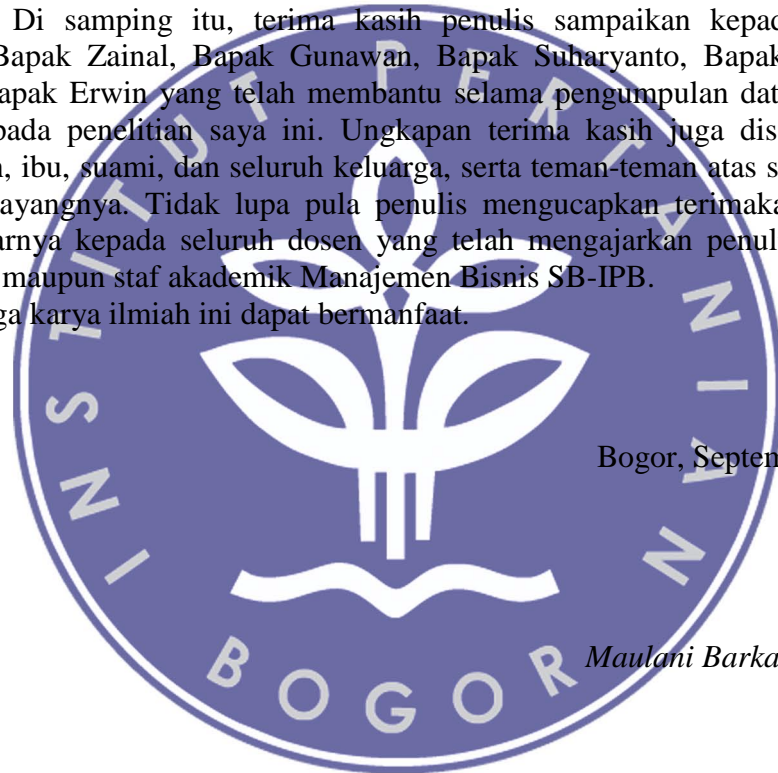 Di samping itu, terima kasih penulis sampaikan kepad
Bapak Zainal, Bapak Gunawan, Bapak Suharyanto, Bapak
apak Erwin yang telah membantu selama pengumpulan dat
pada penelitian saya ini. Ungkapan terima kasih juga dis
, ibu, suami, dan seluruh keluarga, serta teman-teman atas s
ayangnya. Tidak lupa pula penulis mengucapkan terimaka
arnya kepada seluruh dosen yang telah mengajarkan penul
maupun staf akademik Manajemen Bisnis SB-IPB.
ga karya ilmiah ini dapat bermanfaat.
Bogor, Septem
Maulani Barka
INSTITUT PERTANIAN
BOGOR